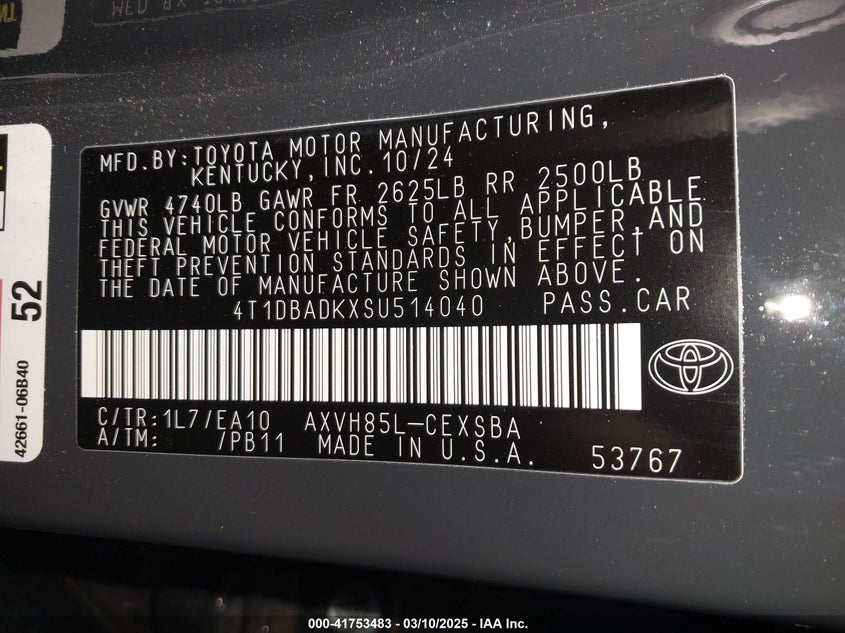 MFD.BY:TOYOTA MOTOR MANUFACTURING,
KENTUCKY,INC.10/24
GVWR 4740LB GAWR FR 2625LB RR 2500LB
THIS VEHICLE CONFORMS TO ALL APPLICABLE
FEDERAL MOTOR VEHICLE SAFETY,BUMPER,AND
THEFT PREVENTION STANDARDS IN EFFECT ON
THE DATE OF MANUFACTURE SHOWN ABOVE.
4T1DBADKXSU514040 PASS.CAR
C/TR:1L7/EA10 AXVH85L-CEXSBA
A/TM: /PB11 MADE IN U.S.A. 53767
52
42661-06B40
000-41753483 — 03/10/2025 — IAA Inc.